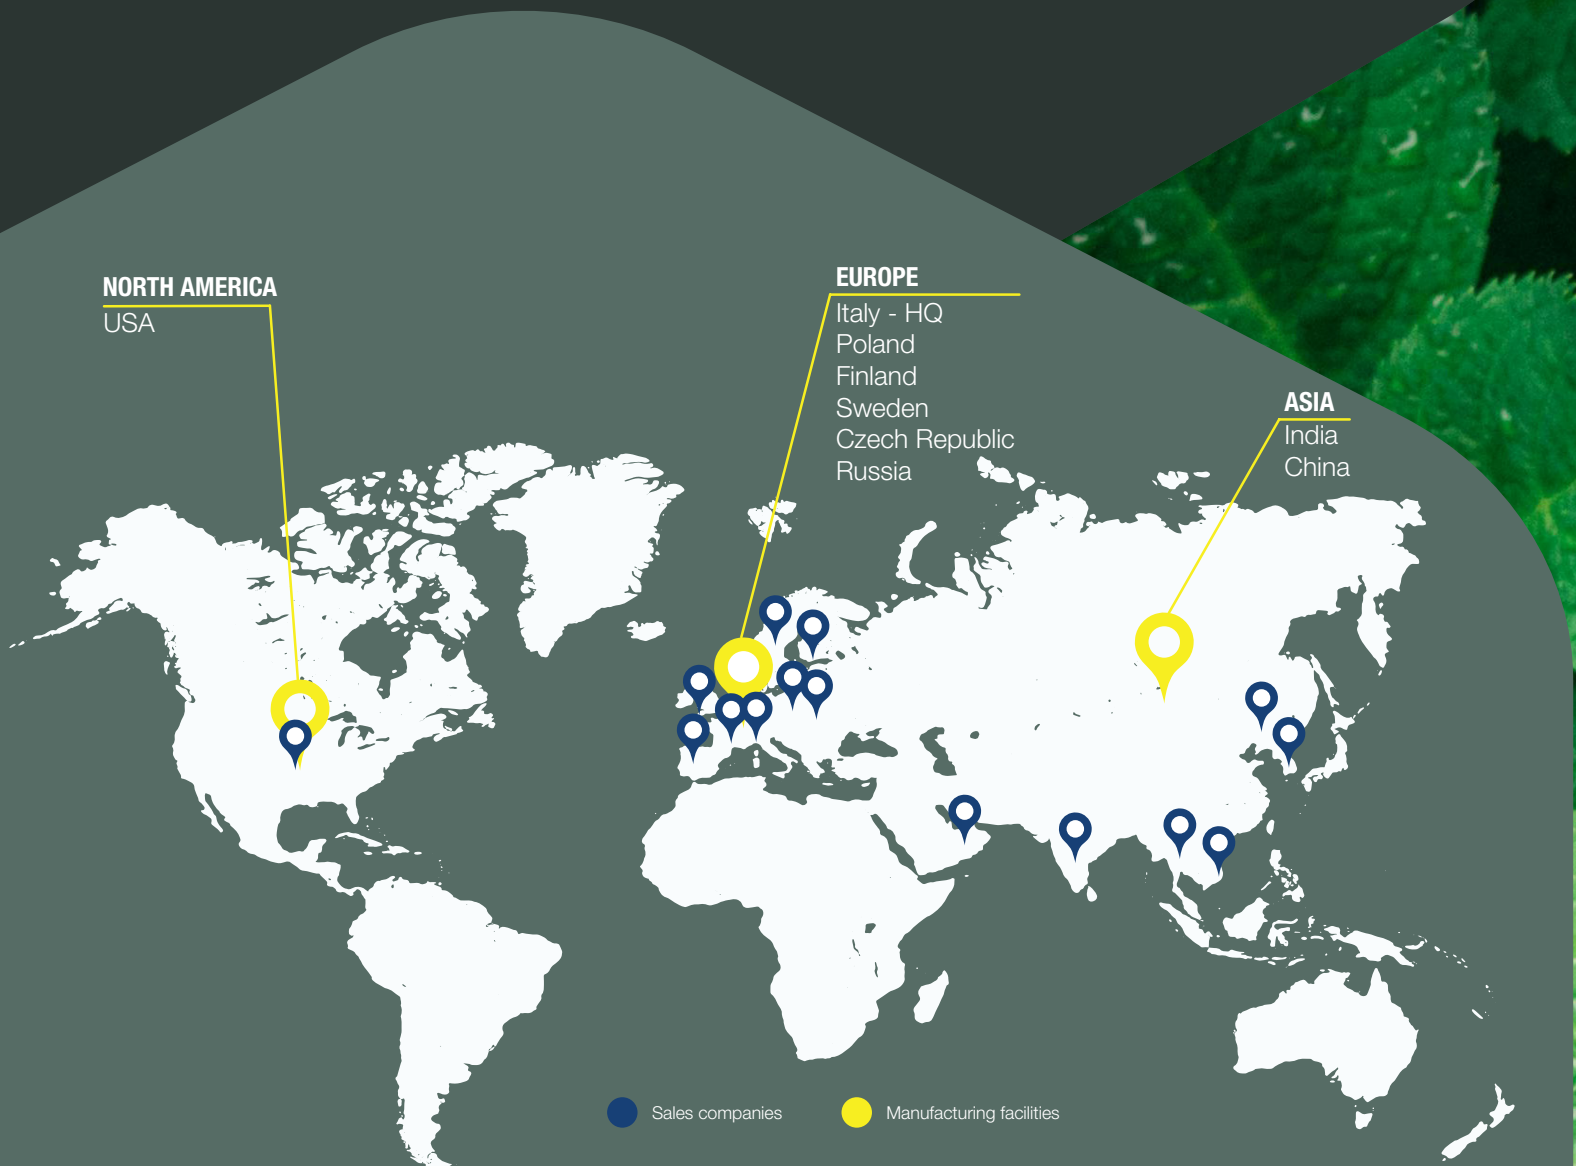 NORTH AMERICA
USA
EUROPE
Italy - HQ
Poland
Finland
Sweden
Czech Republic
Russia
ASIA
India
China
Sales companies
Manufacturing facilities